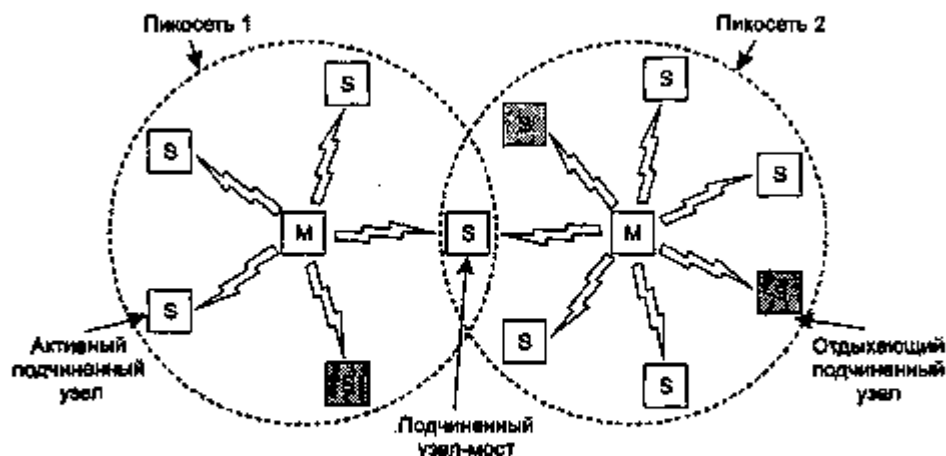 Пикосеть 1
Пикосеть 2
S
S
S
S
S
M
S
M
S
S
S
S
S
S
Активный
подчиненный
узел
Отдыхающий
подчиненный
узел
Подчиненный
узел-мост